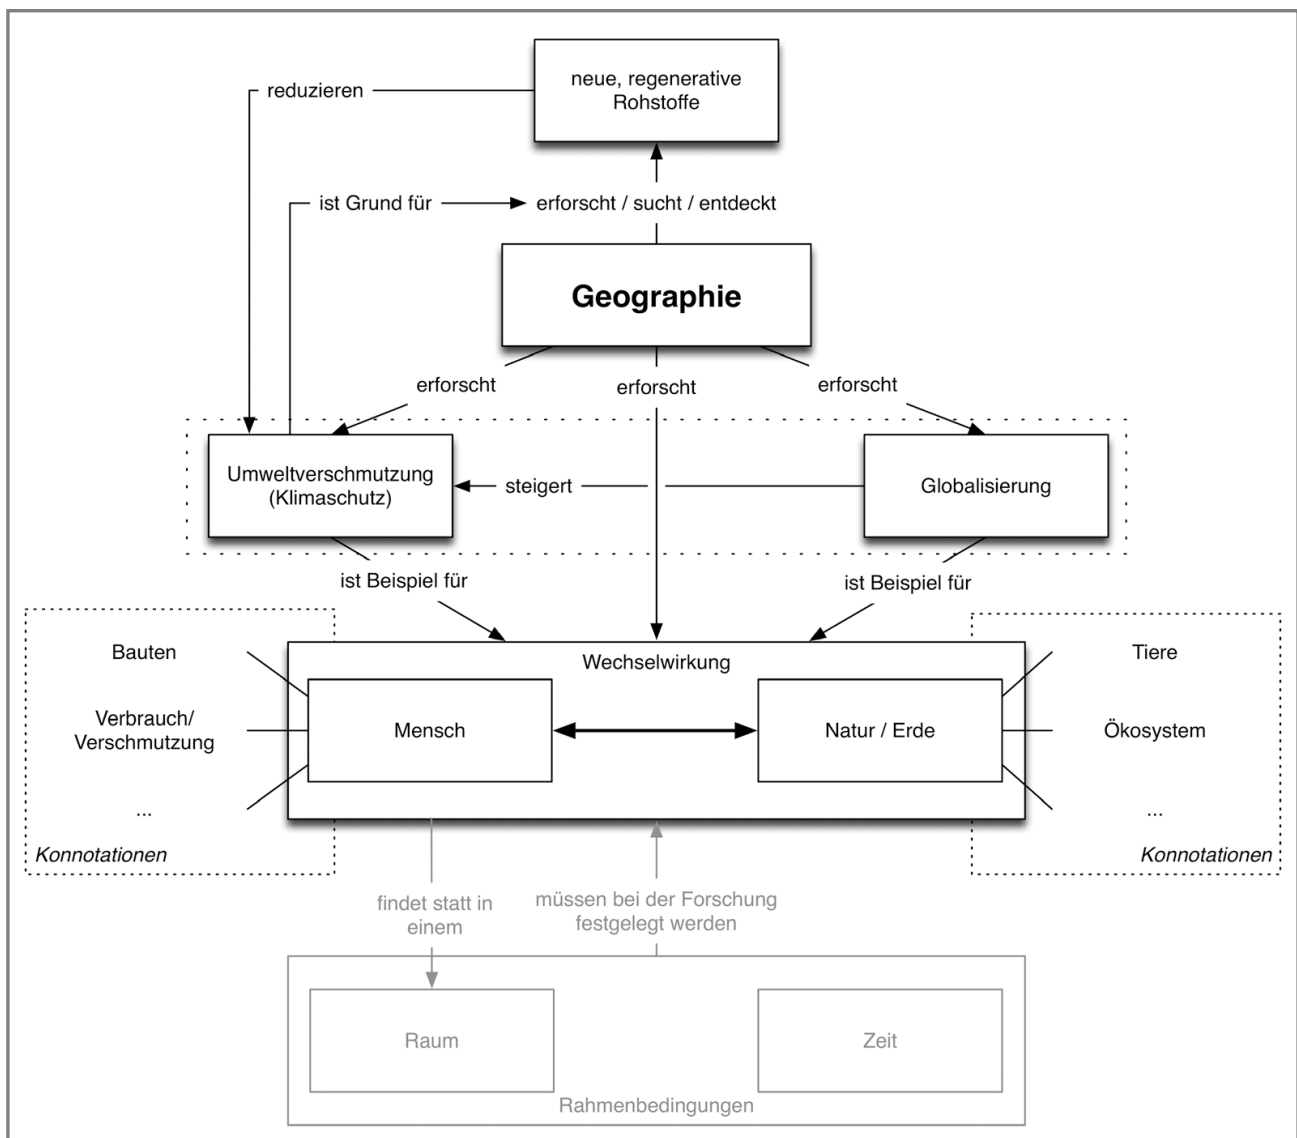 neue, regenerative
Rohstoffe
reduzieren
ist Grund für
erforscht / sucht / entdeckt
Geographie
erforscht
erforscht
erforscht
Umweltverschmutzung
(Klimaschutz)
steigert
Globalisierung
ist Beispiel für
ist Beispiel für
Bauten
Verbrauch/
Verschmutzung
...
Konnotationen
Wechselwirkung
Mensch
Natur / Erde
Tiere
Ökosystem
...
Konnotationen
findet statt in
einem
müssen bei der Forschung
festgelegt werden
Raum
Zeit
Rahmenbedingungen